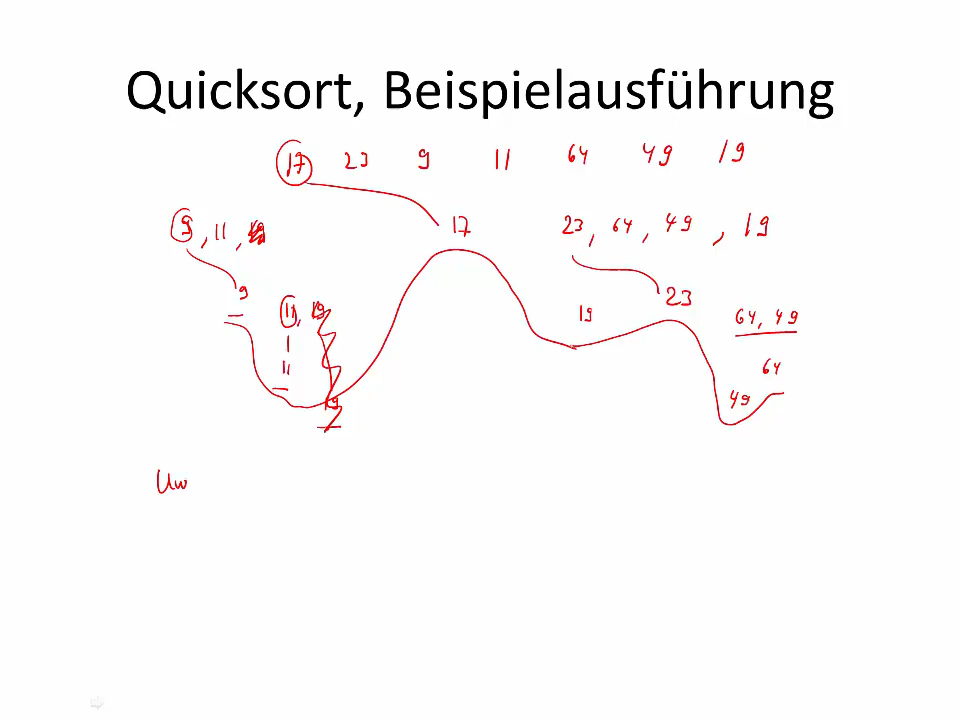 Quicksort, Beispielausführung
17 23 9 11 64 49 19
9, 11, 17 23, 64, 49, 19
9 11, 19 19 23 64, 49
11 64
19 49
Uw